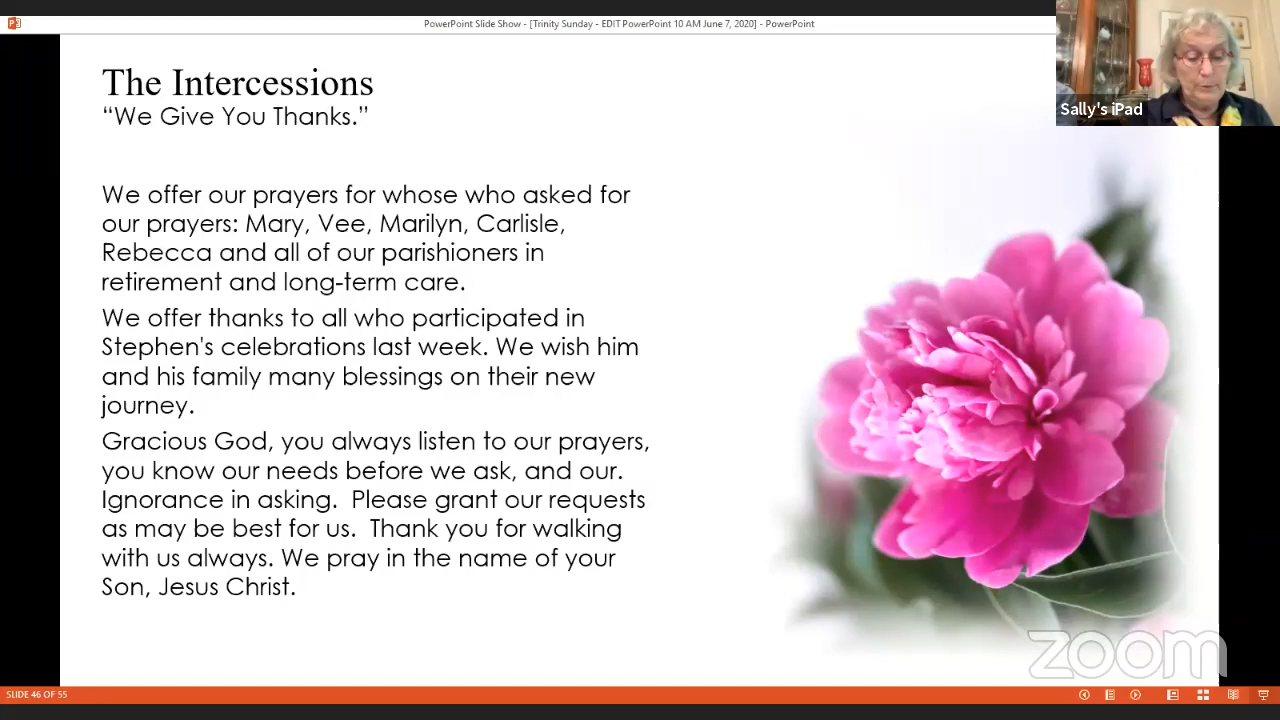 PowerPoint Slide Show - [Trinity Sunday - EDIT PowerPoint 10 AM June 7, 2020] - PowerPoint
The Intercessions
“We Give You Thanks.”
Sally's iPad
We offer our prayers for whose who asked for
our prayers: Mary, Vee, Marilyn, Carlisle,
Rebecca and all of our parishioners in
retirement and long-term care.
We offer thanks to all who participated in
Stephen's celebrations last week. We wish him
and his family many blessings on their new
journey.
Gracious God, you always listen to our prayers,
you know our needs before we ask, and our.
Ignorance in asking.  Please grant our requests
as may be best for us.  Thank you for walking
with us always. We pray in the name of your
Son, Jesus Christ.
zoom
SLIDE 46 OF 55